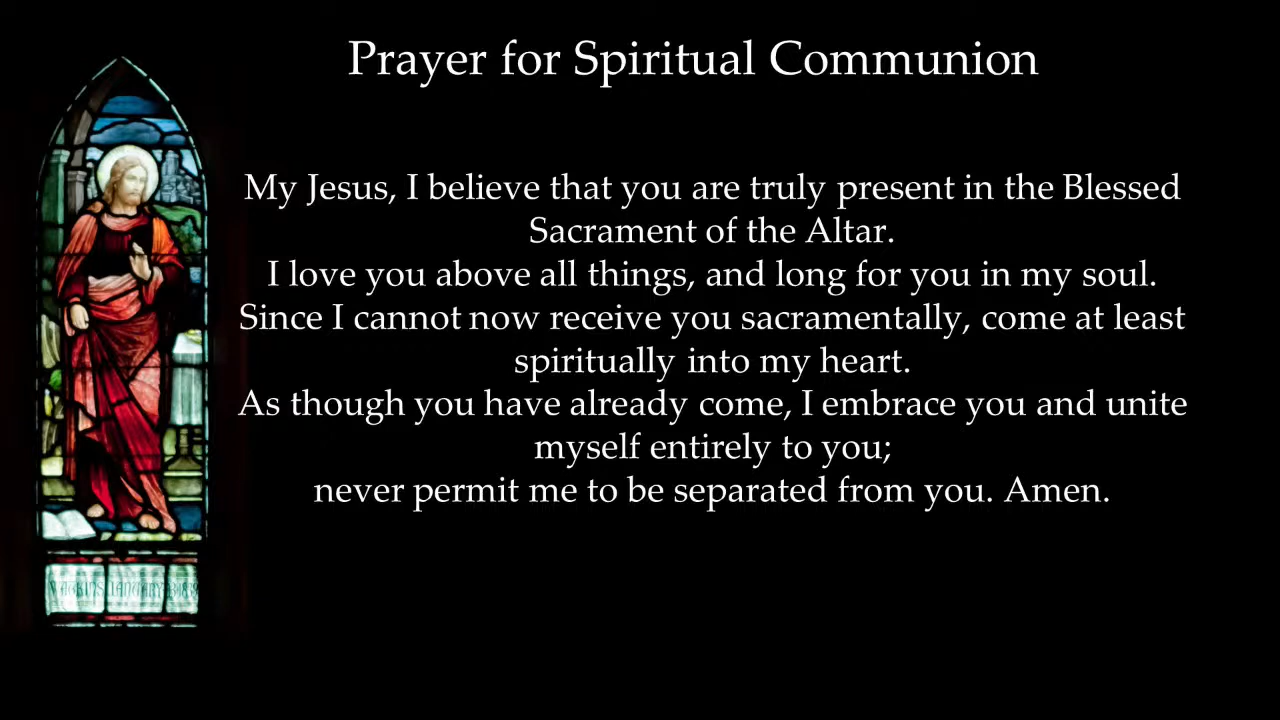 Prayer for Spiritual Communion
My Jesus, I believe that you are truly present in the Blessed
Sacrament of the Altar.
I love you above all things, and long for you in my soul.
Since I cannot now receive you sacramentally, come at least
spiritually into my heart.
As though you have already come, I embrace you and unite
myself entirely to you;
never permit me to be separated from you. Amen.
JANUARY